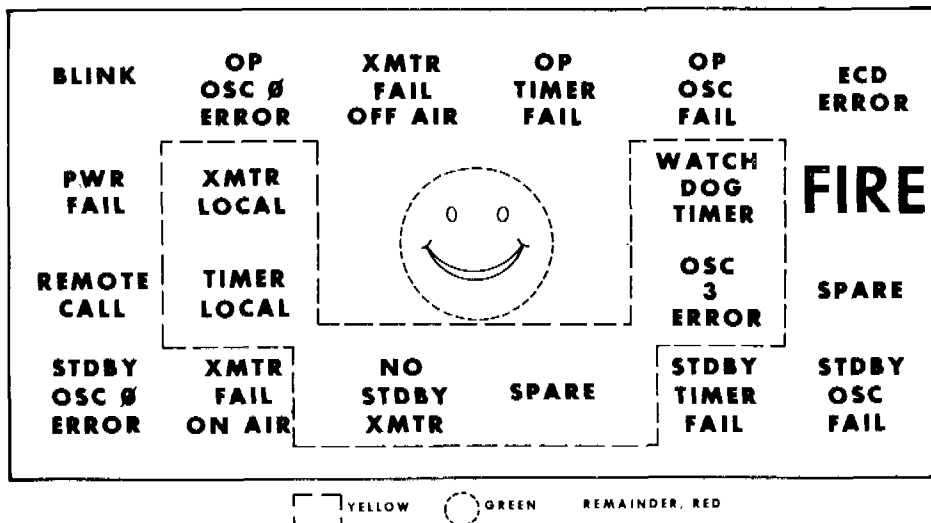 BLINK
OP
OSC Ø
ERROR
XMTR
FAIL
OFF AIR
OP
TIMER
FAIL
OP
OSC
FAIL
ECD
ERROR
PWR
FAIL
XMTR
LOCAL
WATCH
DOG
TIMER
FIRE
REMOTE
CALL
TIMER
LOCAL
OSC
3
ERROR
SPARE
STDBY
OSC Ø
ERROR
XMTR
FAIL
ON AIR
NO
STDBY
XMTR
SPARE
STDBY
TIMER
FAIL
STDBY
OSC
FAIL
YELLOW GREEN REMAINDER, RED